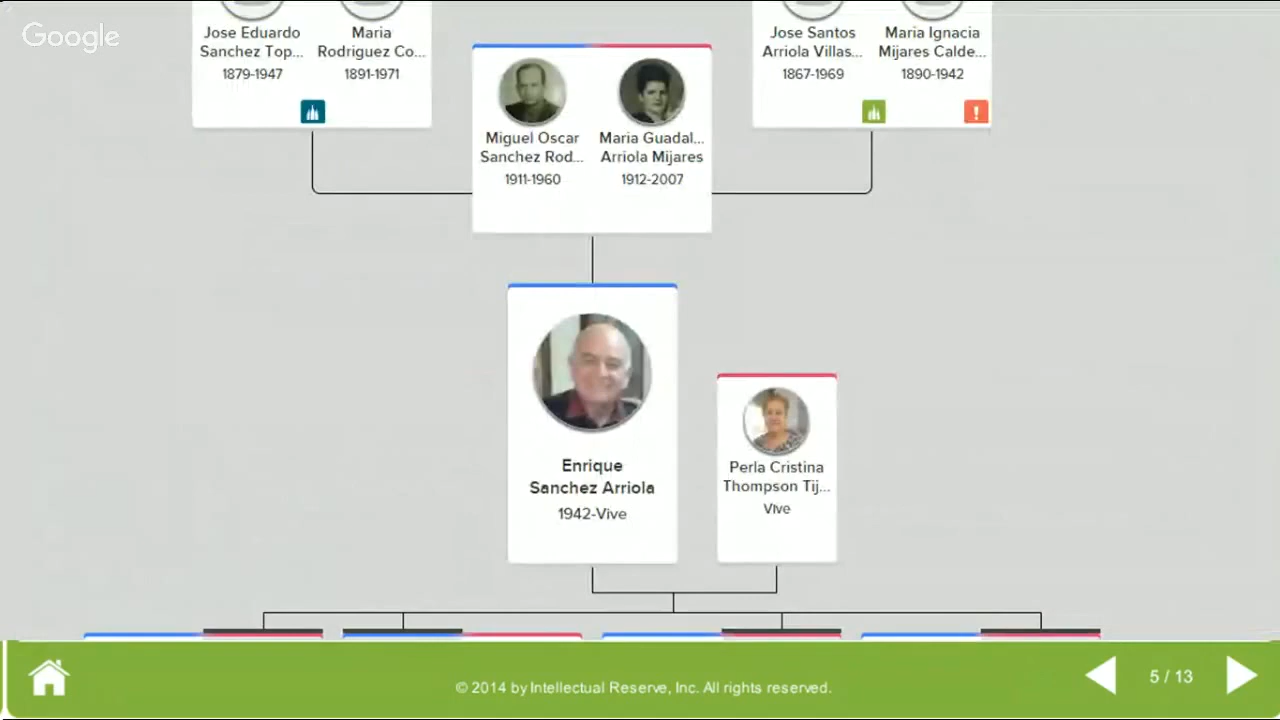 Google
Jose Eduardo
Sanchez Top...
1879-1947
Maria
Rodriguez Co...
1891-1971
Miguel Oscar
Sanchez Rod...
1911-1960
Maria Guadal...
Arriola Mijares
1912-2007
Jose Santos
Arriola Villas...
1867-1969
Maria Ignacia
Mijares Calde...
1890-1942
Enrique
Sanchez Arriola
1942-Vive
Perla Cristina
Thompson Tij...
Vive
© 2014 by Intellectual Reserve, Inc. All rights reserved.
5 / 13